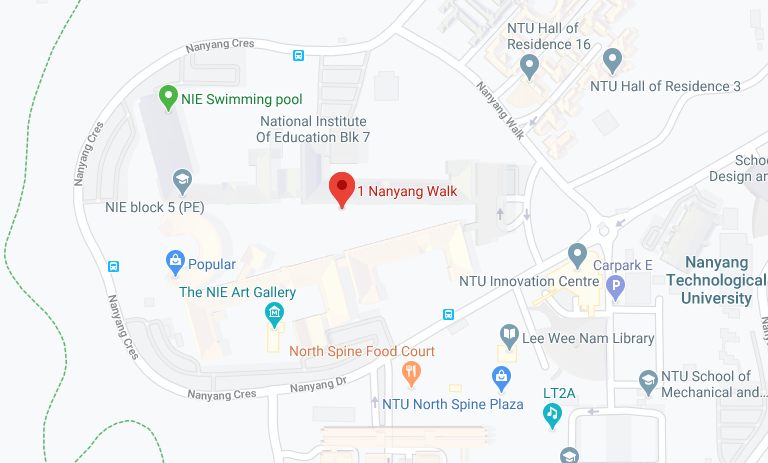 NTU Hall of
Residence 16
NTU Hall of Residence 3
Nanyang Cres
NIE Swimming pool
Nanyang Walk
National Institute
Of Education Blk 7
Nanyang Cres
Schoo
Design an
1 Nanyang Walk
NIE block 5 (PE)
Popular
Nanyang
Technological
University
Carpark E
P
NTU Innovation Centre
The NIE Art Gallery
Nanyang Cres
Lee Wee Nam Library
North Spine Food Court
Nanyang Dr
NTU School of
Mechanical and...
Nanyang Cres
NTU North Spine Plaza
LT2A